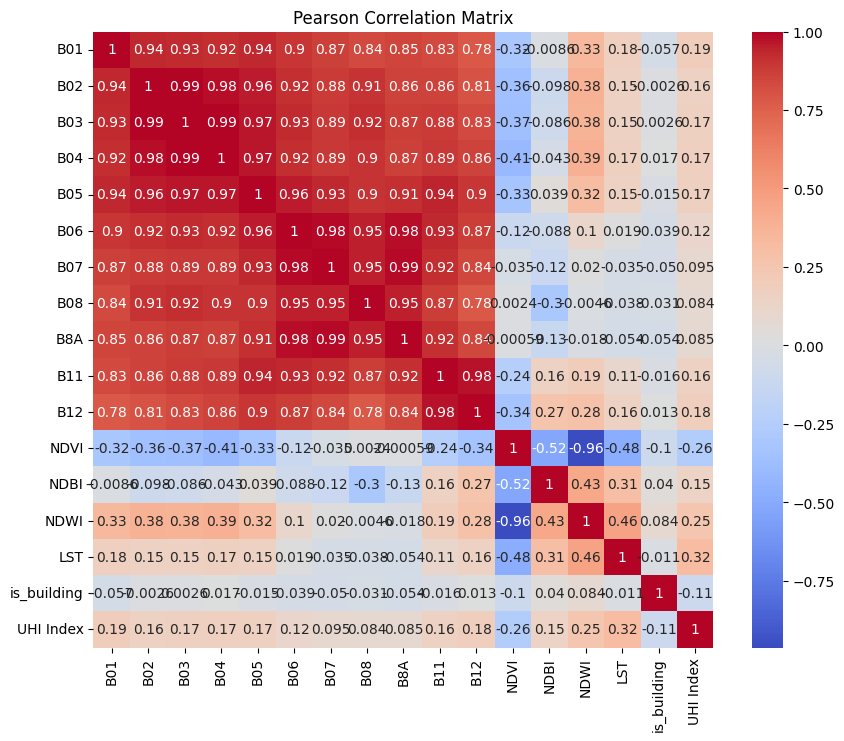 Pearson Correlation Matrix
B01 1 0.94 0.93 0.92 0.94 0.9 0.87 0.84 0.85 0.83 0.78 -0.32 -0.0086 0.33 0.18 -0.057 0.19
B02 0.94 1 0.99 0.98 0.96 0.92 0.88 0.91 0.86 0.86 0.81 -0.36 -0.098 0.38 0.15 -0.0026 0.16
B03 0.93 0.99 1 0.99 0.97 0.93 0.89 0.92 0.87 0.88 0.83 -0.37 -0.086 0.38 0.15 0.0026 0.17
B04 0.92 0.98 0.99 1 0.97 0.92 0.89 0.9 0.87 0.89 0.86 -0.41 -0.043 0.39 0.17 0.017 0.17
B05 0.94 0.96 0.97 0.97 1 0.96 0.93 0.9 0.91 0.94 0.9 -0.33 0.039 0.32 0.15 -0.015 0.17
B06 0.9 0.92 0.93 0.92 0.96 1 0.98 0.95 0.98 0.93 0.87 -0.12 -0.088 0.1 0.019 -0.039 0.12
B07 0.87 0.88 0.89 0.89 0.93 0.98 1 0.95 0.99 0.92 0.84 -0.035 -0.12 0.02 -0.035 -0.05 0.095
B08 0.84 0.91 0.92 0.9 0.9 0.95 0.95 1 0.95 0.87 0.78 0.0024 -0.3 -0.0046 -0.038 -0.031 0.084
B8A 0.85 0.86 0.87 0.87 0.91 0.98 0.99 0.95 1 0.92 0.84 -0.00059 -0.13 -0.018 -0.054 -0.054 0.085
B11 0.83 0.86 0.88 0.89 0.94 0.93 0.92 0.87 0.92 1 0.98 -0.24 0.16 0.19 0.11 -0.016 0.16
B12 0.78 0.81 0.83 0.86 0.9 0.87 0.84 0.78 0.84 0.98 1 -0.34 0.27 0.28 0.16 0.013 0.18
NDVI -0.32 -0.36 -0.37 -0.41 -0.33 -0.12 -0.035 0.0024 -0.00059 -0.24 -0.34 1 -0.52 -0.96 -0.48 -0.1 -0.26
NDBI -0.0086 -0.098 -0.086 -0.043 0.039 -0.088 -0.12 -0.3 -0.13 0.16 0.27 -0.52 1 0.43 0.31 0.04 0.15
NDWI 0.33 0.38 0.38 0.39 0.32 0.1 0.02 -0.0046 -0.018 0.19 0.28 -0.96 0.43 1 0.46 0.084 0.25
LST 0.18 0.15 0.15 0.17 0.15 0.019 -0.035 -0.038 -0.054 0.11 0.16 -0.48 0.31 0.46 1 -0.011 0.32
is_building -0.057 -0.0026 0.0026 0.017 -0.015 -0.039 -0.05 -0.031 -0.054 -0.016 0.013 -0.1 0.04 0.084 -0.011 1 -0.11
UHI Index 0.19 0.16 0.17 0.17 0.17 0.12 0.095 0.084 0.085 0.16 0.18 -0.26 0.15 0.25 0.32 -0.11 1
B01 B02 B03 B04 B05 B06 B07 B08 B8A B11 B12 NDVI NDBI NDWI LST is_building UHI Index
1.00
0.75
0.50
0.25
0.00
-0.25
-0.50
-0.75